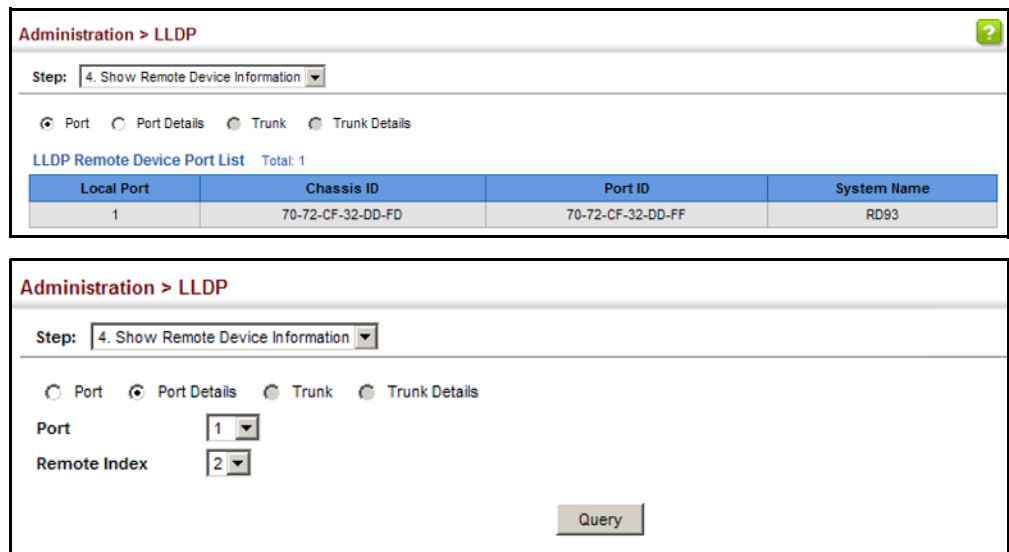 Administration > LLDP ?
Step: 4. Show Remote Device Information
Port Port Details Trunk Trunk Details
LLDP Remote Device Port List Total: 1
Local Port Chassis ID Port ID System Name
1 70-72-CF-32-DD-FD 70-72-CF-32-DD-FF RD93
Administration > LLDP
Step: 4. Show Remote Device Information
Port Port Details Trunk Trunk Details
Port 1
Remote Index 2
Query